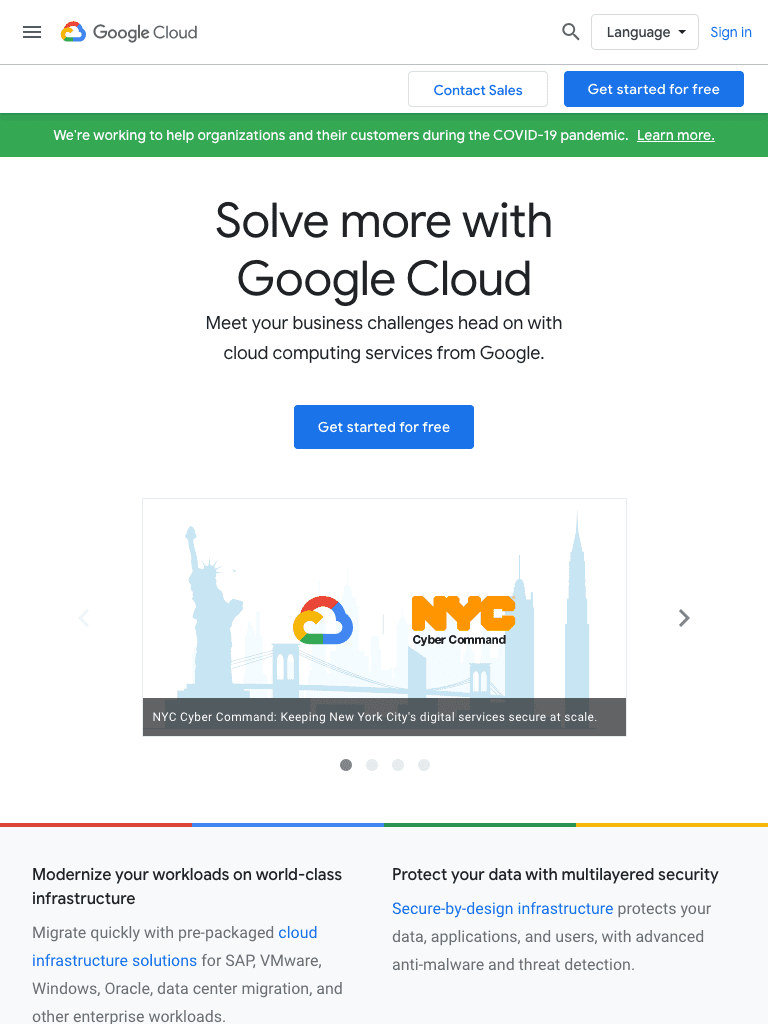 Google Cloud
Language
Sign in
Contact Sales
Get started for free
We're working to help organizations and their customers during the COVID-19 pandemic. Learn more.
Solve more with
Google Cloud
Meet your business challenges head on with
cloud computing services from Google.
Get started for free
NYC
Cyber Command
NYC Cyber Command: Keeping New York City's digital services secure at scale.
Modernize your workloads on world-class
infrastructure
Migrate quickly with pre-packaged cloud
infrastructure solutions for SAP, VMware,
Windows, Oracle, data center migration, and
other enterprise workloads.
Protect your data with multilayered security
Secure-by-design infrastructure protects your
data, applications, and users, with advanced
anti-malware and threat detection.